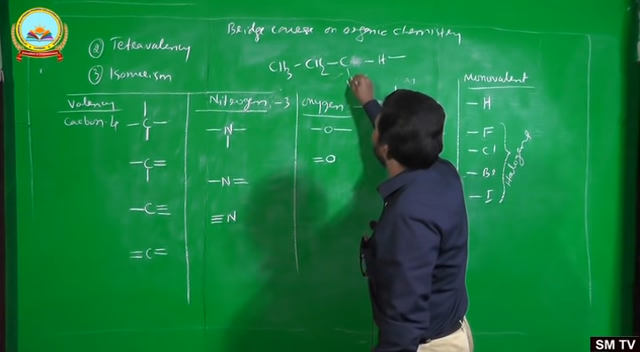 Bridge course on organic chemistry
② Tetravalency
③ Isomerism
CH3 - CH2 - C - H -
Valency
Carbon-4
- C -
- C =
- C ≡
= C =
Nitrogen - 3
- N -
- N =
≡ N
oxygen
- O -
= O
Monovalent
- H
- F
- Cl
- Br
- I
Halogens
SM TV